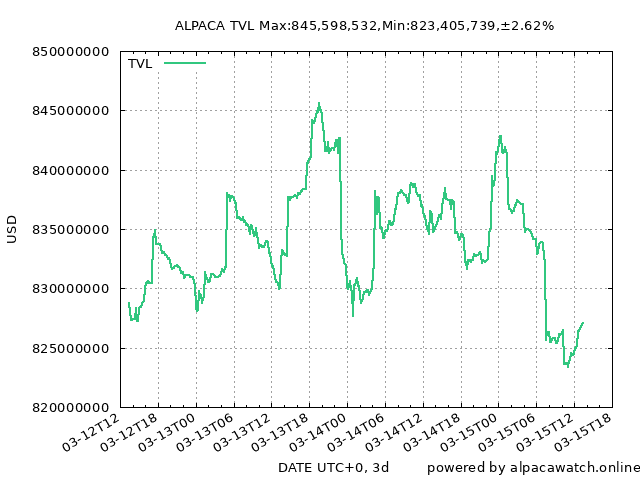 ALPACA TVL Max:845,598,532,Min:823,405,739,±2.62%
850000000
TVL
845000000
840000000
835000000
USD
830000000
825000000
820000000
03-12T12 03-12T18 03-13T00 03-13T06 03-13T12 03-13T18 03-14T00 03-14T06 03-14T12 03-14T18 03-15T00 03-15T06 03-15T12 03-15T18
DATE UTC+0, 3d powered by alpacawatch.online